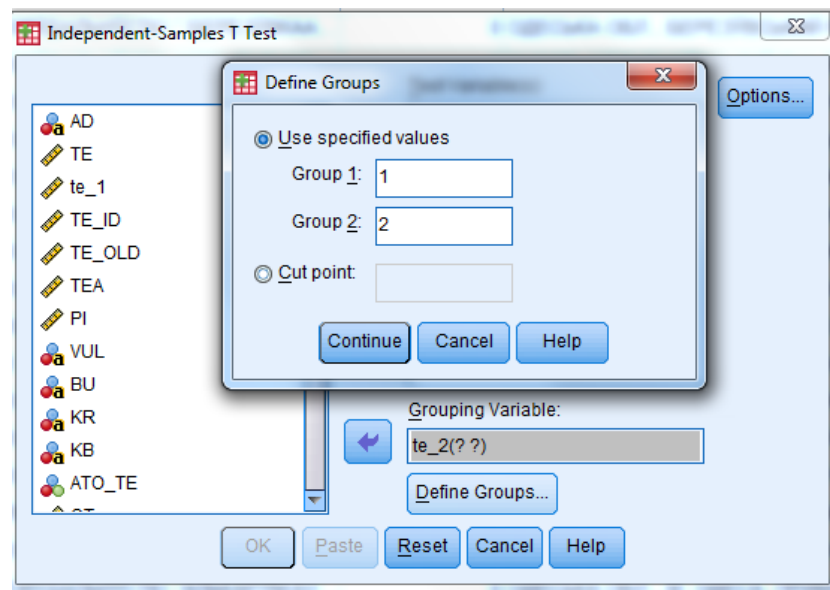 Independent-Samples T Test
Define Groups
Options...
AD
TE
te_1
TE_ID
TE_OLD
TEA
PI
VUL
BU
KR
KB
ATO_TE
Use specified values
Group 1: 1
Group 2: 2
Cut point:
Continue Cancel Help
Grouping Variable:
te_2(? ?)
Define Groups...
OK Paste Reset Cancel Help